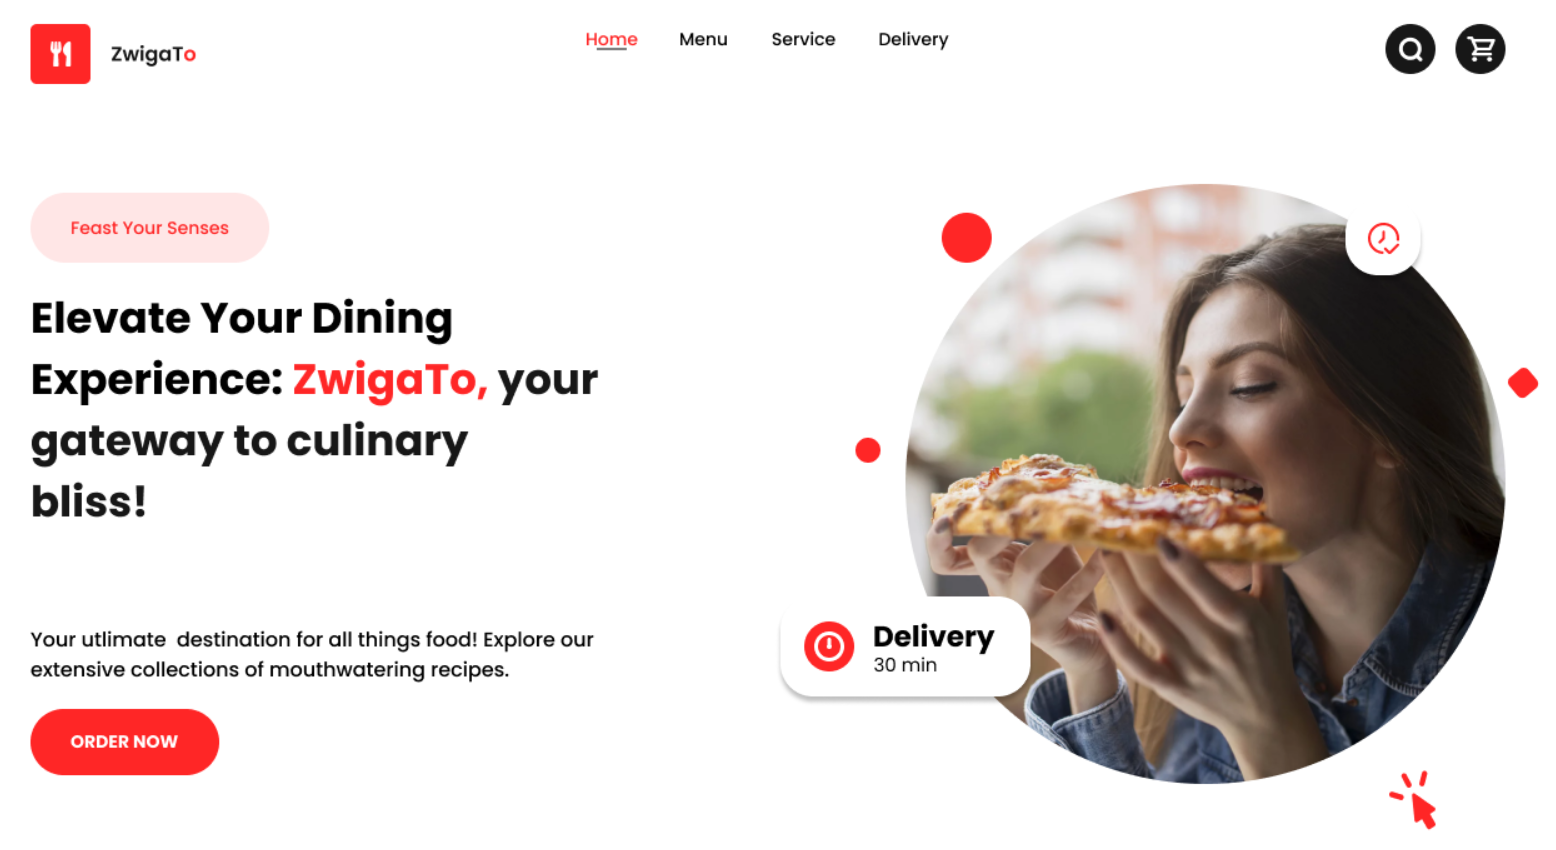 ZwigaTo
Home Menu Service Delivery
Feast Your Senses
Elevate Your Dining
Experience: ZwigaTo, your
gateway to culinary
bliss!
Your utlimate  destination for all things food! Explore our
extensive collections of mouthwatering recipes.
ORDER NOW
Delivery
30 min